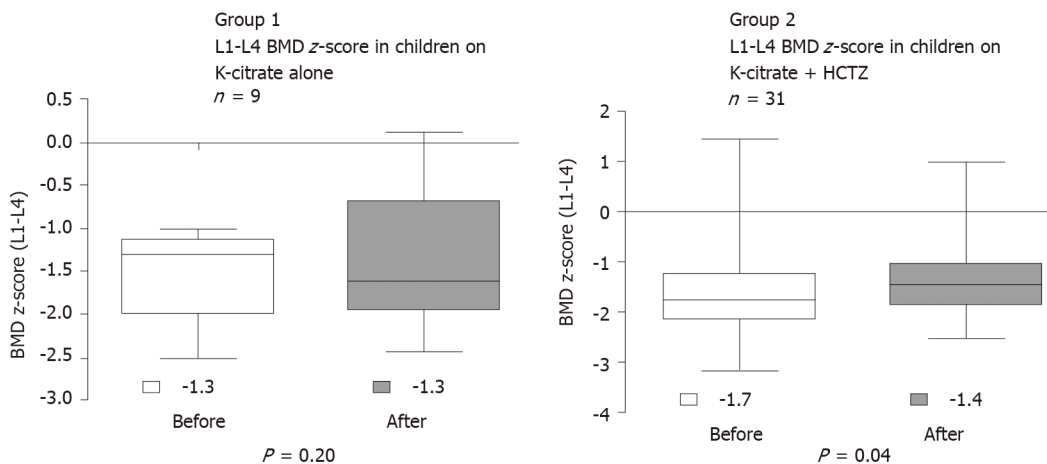 Group 1
L1-L4 BMD z-score in children on
K-citrate alone
n = 9
0.5
0.0
-0.5
-1.0
-1.5
-2.0
-2.5
-3.0
BMD z-score (L1-L4)
-1.3
-1.3
Before
After
P = 0.20
Group 2
L1-L4 BMD z-score in children on
K-citrate + HCTZ
n = 31
2
1
0
-1
-2
-3
-4
BMD z-score (L1-L4)
-1.7
-1.4
Before
After
P = 0.04